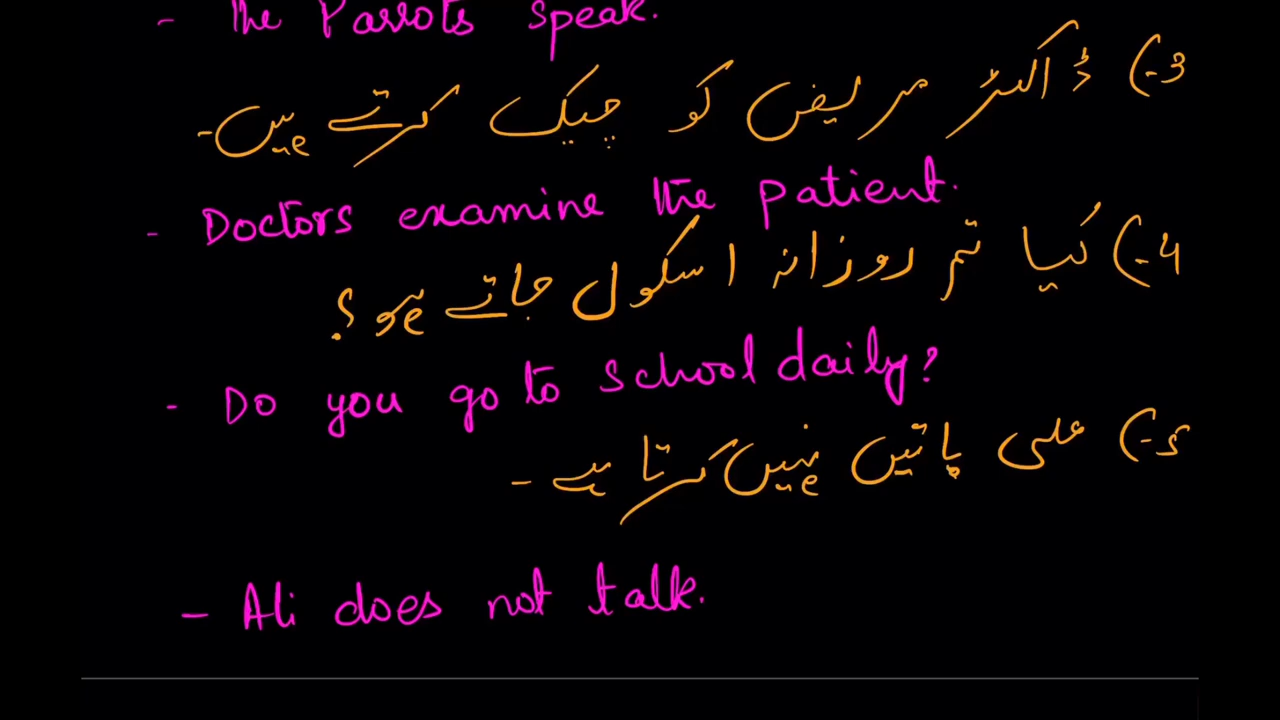 - The Parrots speak.
3-) ڈاکٹر مریض کو چیک کرتے ہیں۔
- Doctors examine the patient.
4-) کیا تم روزانہ اسکول جاتے ہو؟
- Do you go to school daily?
5-) علی باتیں نہیں کرتا ہے۔
- Ali does not talk.